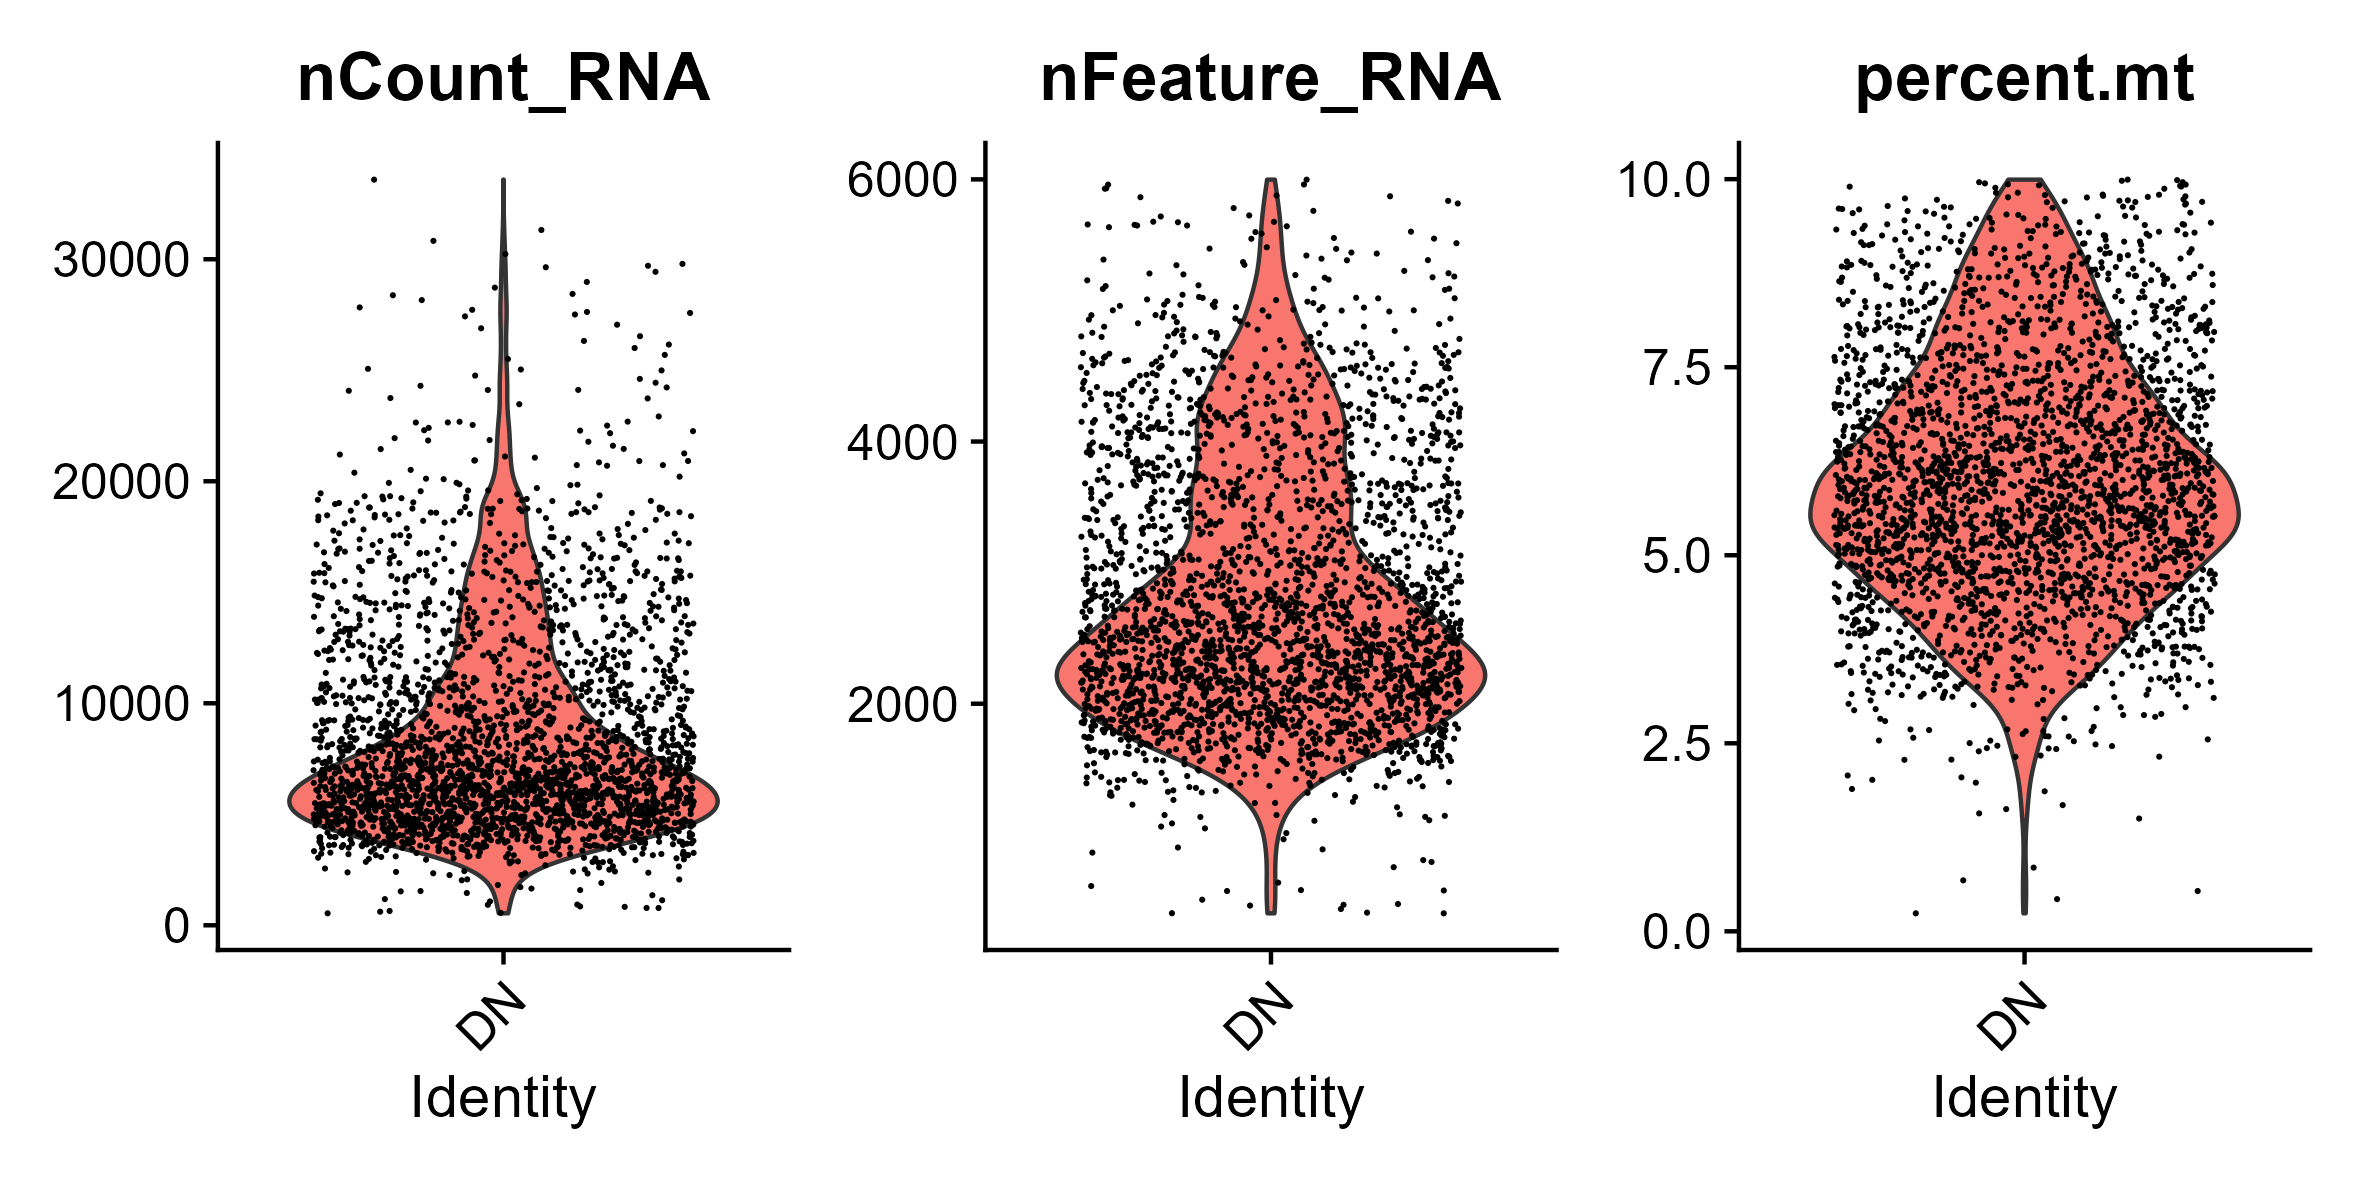 nCount_RNA
30000
20000
10000
0
DN
Identity
nFeature_RNA
6000
4000
2000
DN
Identity
percent.mt
10.0
7.5
5.0
2.5
0.0
DN
Identity